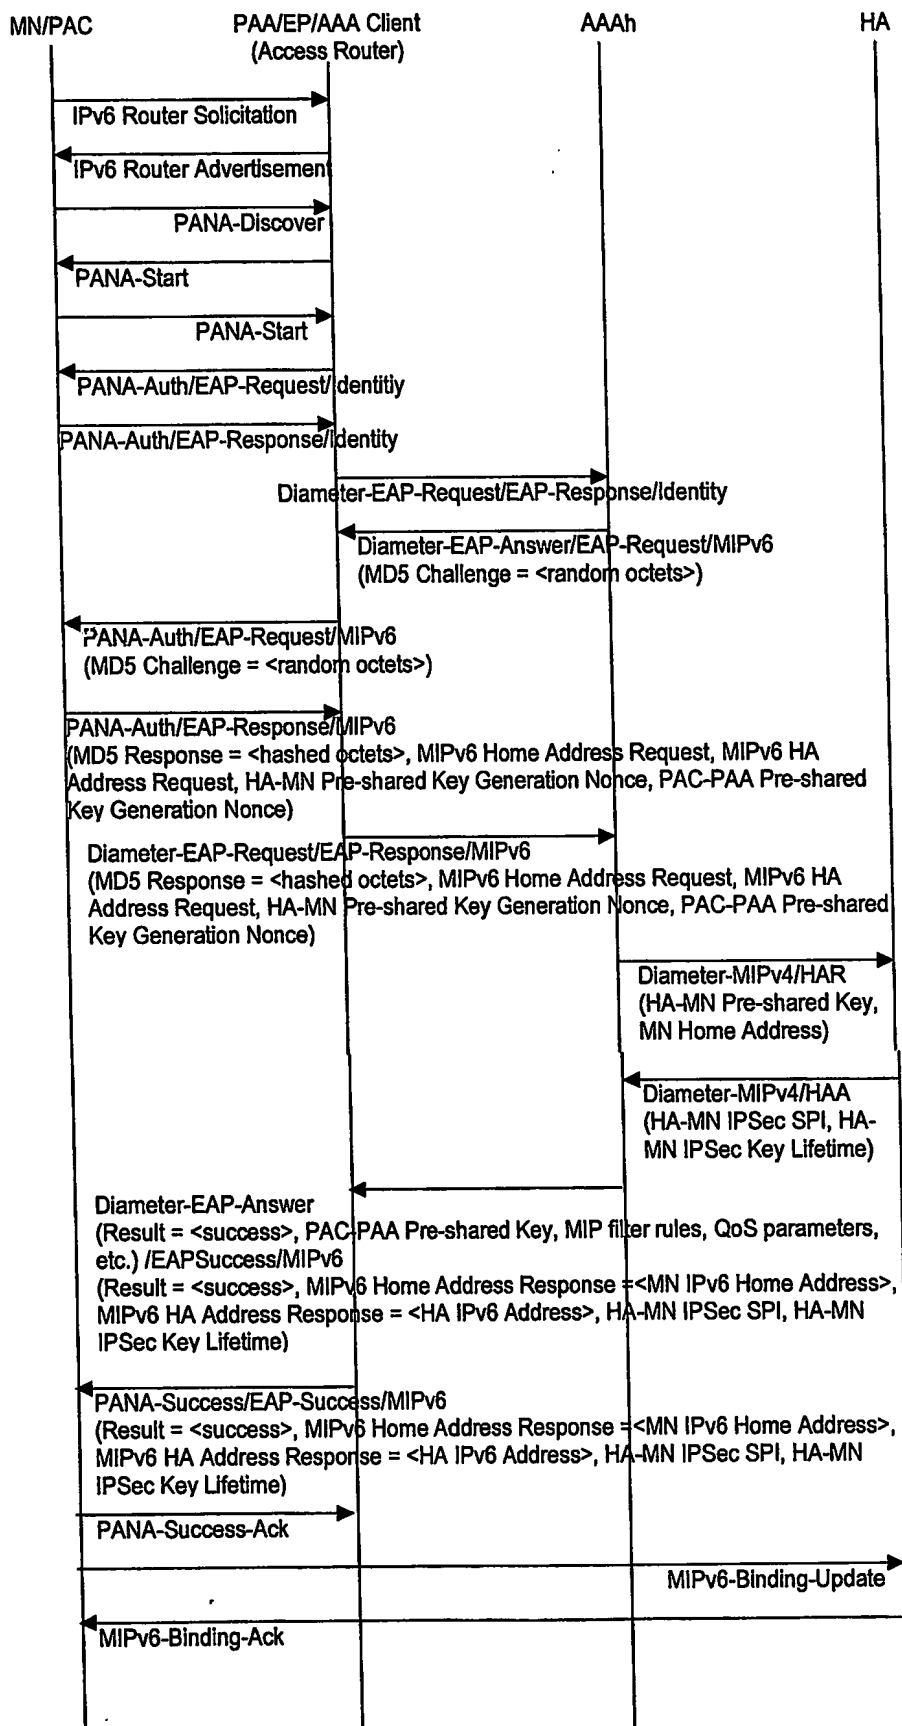 MN/PAC PAA/EP/AAA Client AAAh HA
(Access Router)
IPv6 Router Solicitation
IPv6 Router Advertisement
PANA-Discover
PANA-Start
PANA-Start
PANA-Auth/EAP-Request/Identitiy
PANA-Auth/EAP-Response/Identity
Diameter-EAP-Request/EAP-Response/Identity
Diameter-EAP-Answer/EAP-Request/MIPv6
(MD5 Challenge = <random octets>)
PANA-Auth/EAP-Request/MIPv6
(MD5 Challenge = <random octets>)
PANA-Auth/EAP-Response/MIPv6
(MD5 Response = <hashed octets>, MIPv6 Home Address Request, MIPv6 HA
Address Request, HA-MN Pre-shared Key Generation Nonce, PAC-PAA Pre-shared
Key Generation Nonce)
Diameter-EAP-Request/EAP-Response/MIPv6
(MD5 Response = <hashed octets>, MIPv6 Home Address Request, MIPv6 HA
Address Request, HA-MN Pre-shared Key Generation Nonce, PAC-PAA Pre-shared
Key Generation Nonce)
Diameter-MIPv4/HAR
(HA-MN Pre-shared Key,
MN Home Address)
Diameter-MIPv4/HAA
(HA-MN IPSec SPI, HA-
MN IPSec Key Lifetime)
Diameter-EAP-Answer
(Result = <success>, PAC-PAA Pre-shared Key, MIP filter rules, QoS parameters,
etc.) /EAPSuccess/MIPv6
(Result = <success>, MIPv6 Home Address Response =<MN IPv6 Home Address>,
MIPv6 HA Address Response = <HA IPv6 Address>, HA-MN IPSec SPI, HA-MN
IPSec Key Lifetime)
PANA-Success/EAP-Success/MIPv6
(Result = <success>, MIPv6 Home Address Response =<MN IPv6 Home Address>,
MIPv6 HA Address Response = <HA IPv6 Address>, HA-MN IPSec SPI, HA-MN
IPSec Key Lifetime)
PANA-Success-Ack
MIPv6-Binding-Update
MIPv6-Binding-Ack